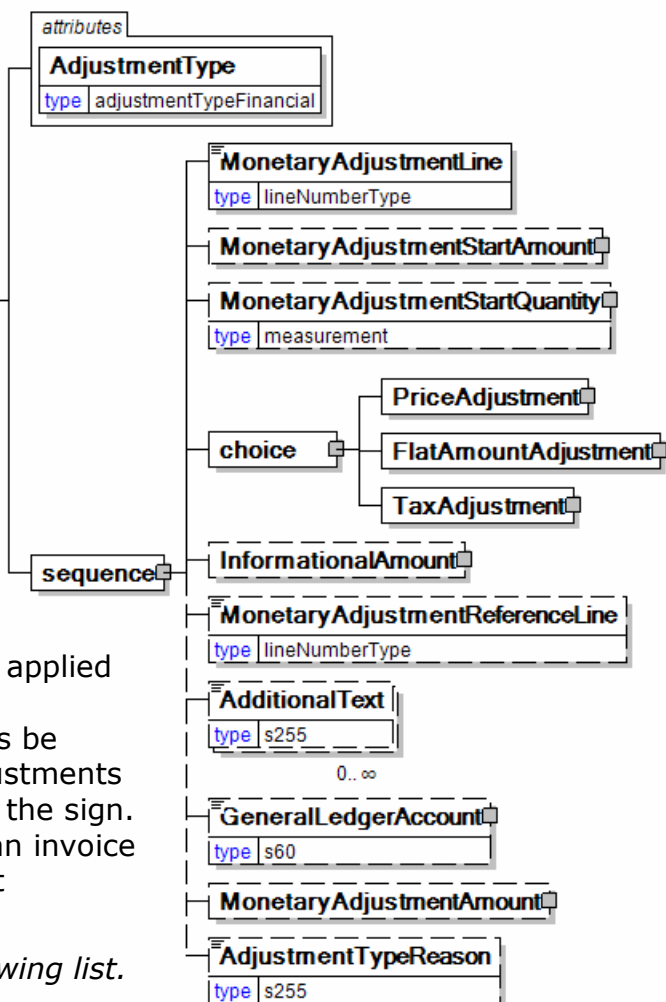 attributes
AdjustmentType
type adjustmentTypeFinancial
MonetaryAdjustmentLine
type lineNumberType
MonetaryAdjustmentStartAmount
MonetaryAdjustmentStartQuantity
type measurement
choice
PriceAdjustment
FlatAmountAdjustment
TaxAdjustment
sequence
InformationalAmount
MonetaryAdjustmentReferenceLine
type lineNumberType
AdditionalText
type s255
0.. ∞
GeneralLedgerAccount
type s60
MonetaryAdjustmentAmount
AdjustmentTypeReason
type s255
applied
s be
ustments
the sign.
an invoice
t
wing list.